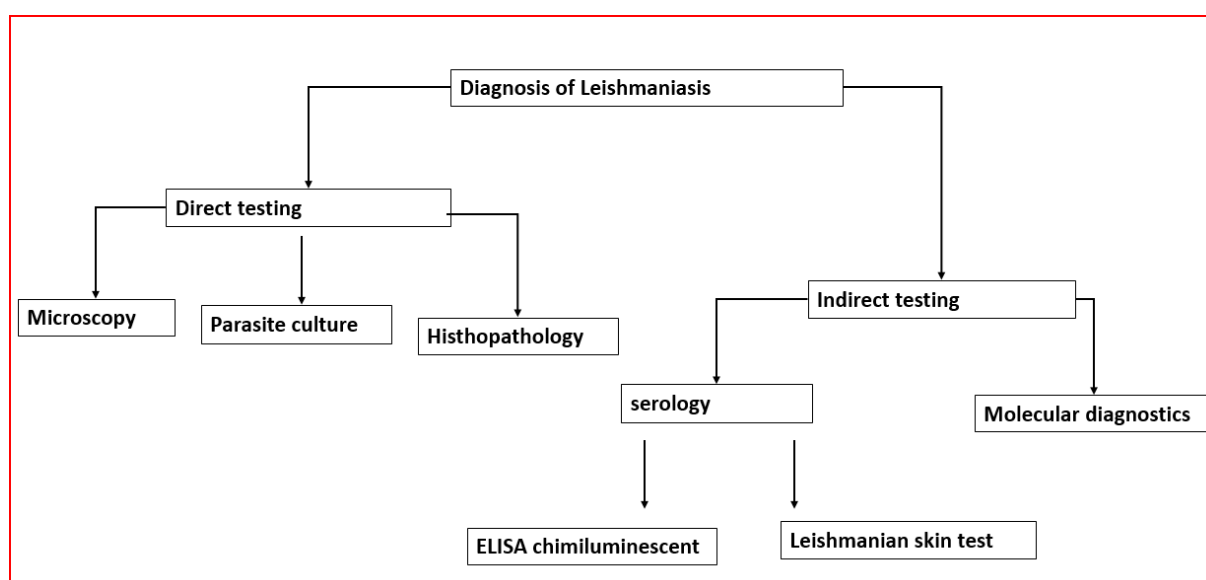 Diagnosis of Leishmaniasis
Direct testing
Microscopy
Parasite culture
Histhopathology
Indirect testing
serology
Molecular diagnostics
ELISA chimiluminescent
Leishmanian skin test